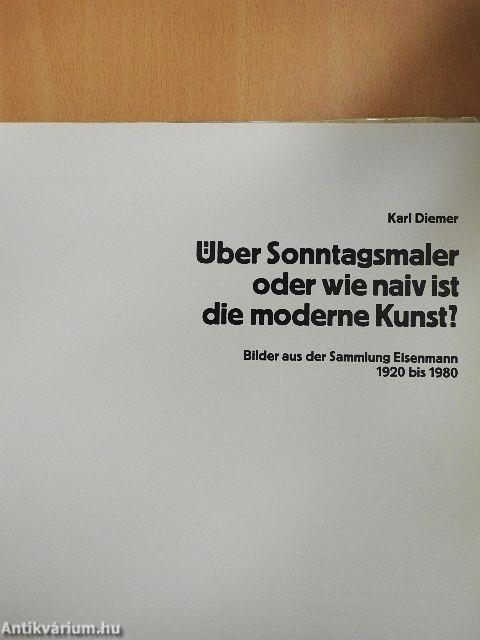 Karl Diemer
Über Sonntagsmaler
oder wie naiv ist
die moderne Kunst?
Bilder aus der Sammlung Eisenmann
1920 bis 1980
Antikvárium.hu